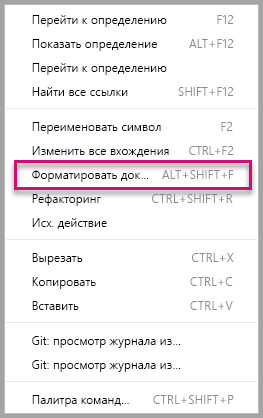 Перейти к определению F12
Показать определение ALT+F12
Перейти к определению
Найти все ссылки SHIFT+F12
Переименовать символ F2
Изменить все вхождения CTRL+F2
Форматировать док... ALT+SHIFT+F
Рефакторинг CTRL+SHIFT+R
Исх. действие
Вырезать CTRL+X
Копировать CTRL+C
Вставить CTRL+V
Git: просмотр журнала из...
Git: просмотр журнала из...
Палитра команд... CTRL+SHIFT+P